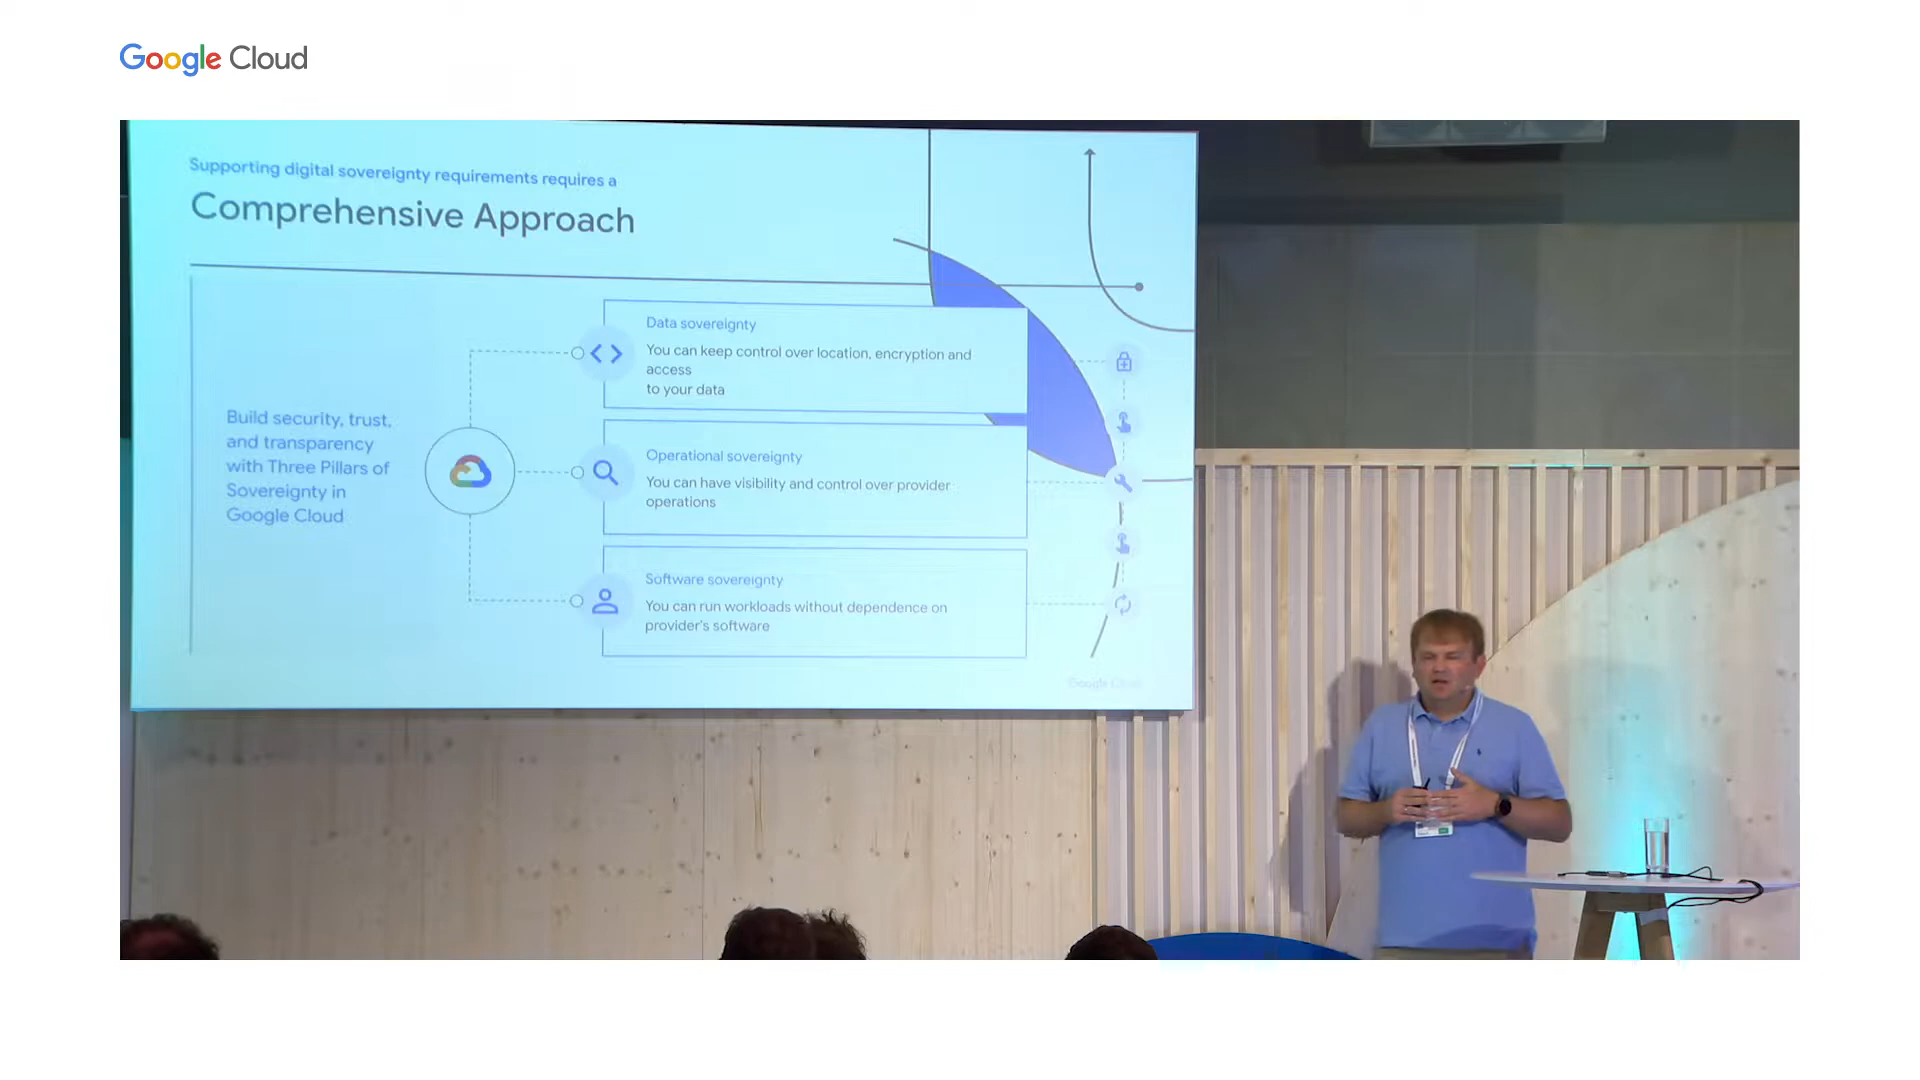 Google Cloud
Supporting digital sovereignty requirements requires a
Comprehensive Approach
Build security, trust,
and transparency
with Three Pillars of
Sovereignty in
Google Cloud
Data sovereignty
You can keep control over location, encryption and
access
to your data
Operational sovereignty
You can have visibility and control over provider
operations
Software sovereignty
You can run workloads without dependence on
provider's software
Google Cloud